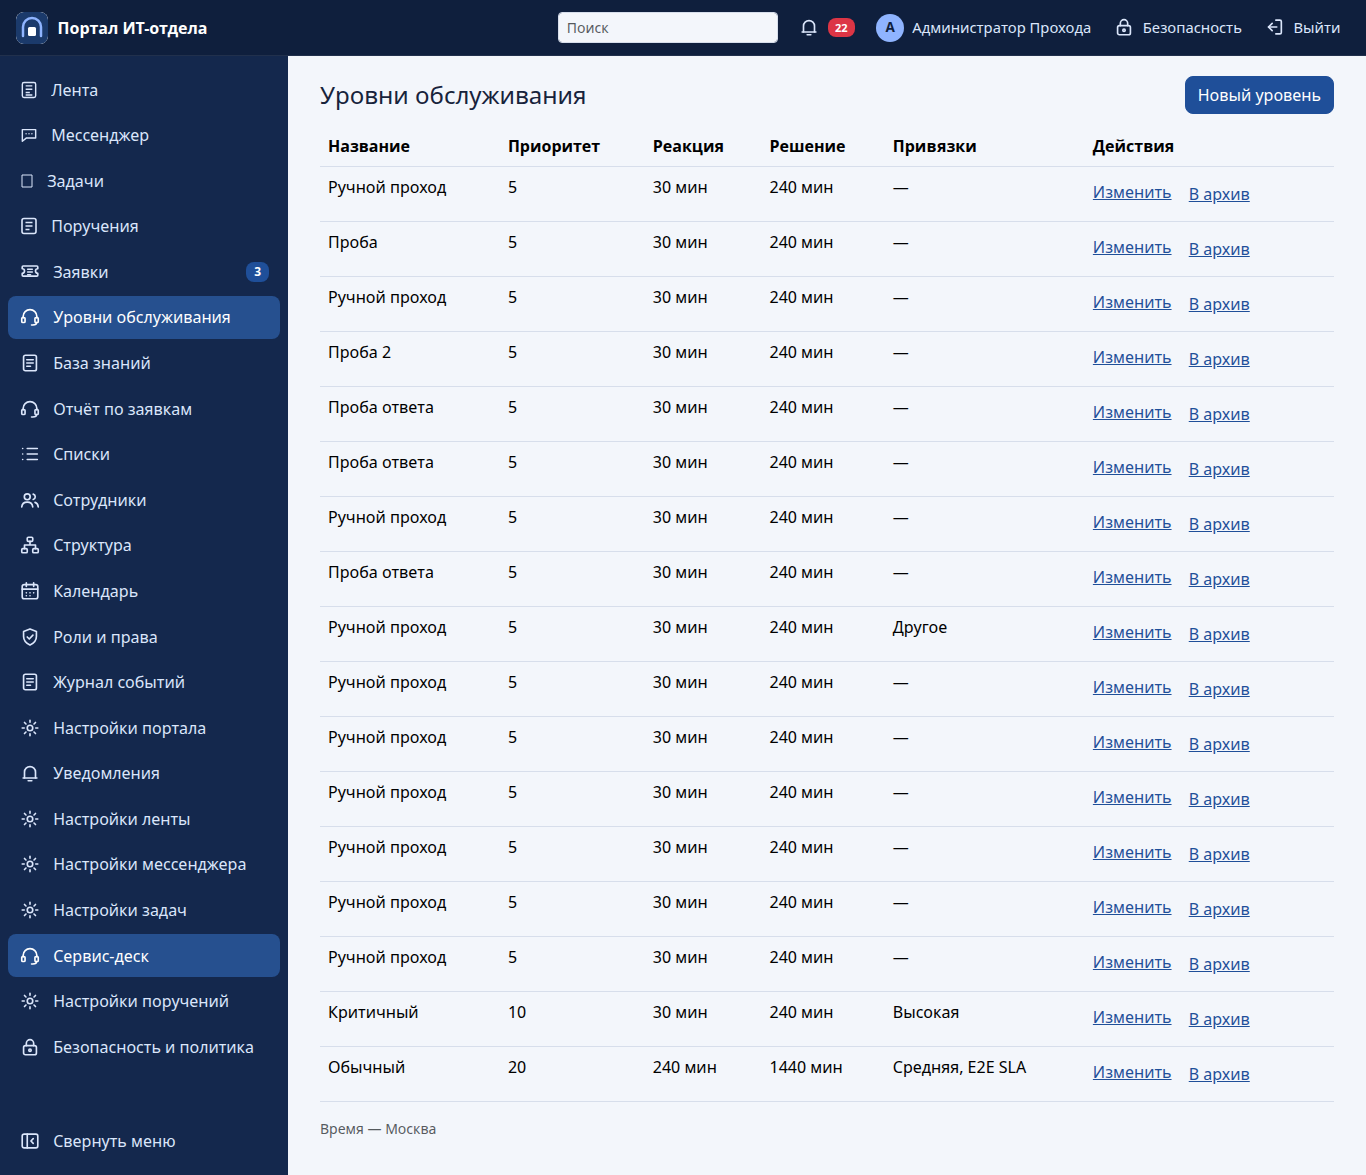 Портал ИТ-отдела
Поиск
22
А Администратор Прохода
Безопасность
Выйти
Лента
Мессенджер
Задачи
Поручения
Заявки 3
Уровни обслуживания
База знаний
Отчёт по заявкам
Списки
Сотрудники
Структура
Календарь
Роли и права
Журнал событий
Настройки портала
Уведомления
Настройки ленты
Настройки мессенджера
Настройки задач
Сервис-деск
Настройки поручений
Безопасность и политика
Свернуть меню
Уровни обслуживания
Новый уровень
Название Приоритет Реакция Решение Привязки Действия
Ручной проход 5 30 мин 240 мин — Изменить В архив
Проба 5 30 мин 240 мин — Изменить В архив
Ручной проход 5 30 мин 240 мин — Изменить В архив
Проба 2 5 30 мин 240 мин — Изменить В архив
Проба ответа 5 30 мин 240 мин — Изменить В архив
Проба ответа 5 30 мин 240 мин — Изменить В архив
Ручной проход 5 30 мин 240 мин — Изменить В архив
Проба ответа 5 30 мин 240 мин — Изменить В архив
Ручной проход 5 30 мин 240 мин Другое Изменить В архив
Ручной проход 5 30 мин 240 мин — Изменить В архив
Ручной проход 5 30 мин 240 мин — Изменить В архив
Ручной проход 5 30 мин 240 мин — Изменить В архив
Ручной проход 5 30 мин 240 мин — Изменить В архив
Ручной проход 5 30 мин 240 мин — Изменить В архив
Ручной проход 5 30 мин 240 мин — Изменить В архив
Критичный 10 30 мин 240 мин Высокая Изменить В архив
Обычный 20 240 мин 1440 мин Средняя, E2E SLA Изменить В архив
Время — Москва